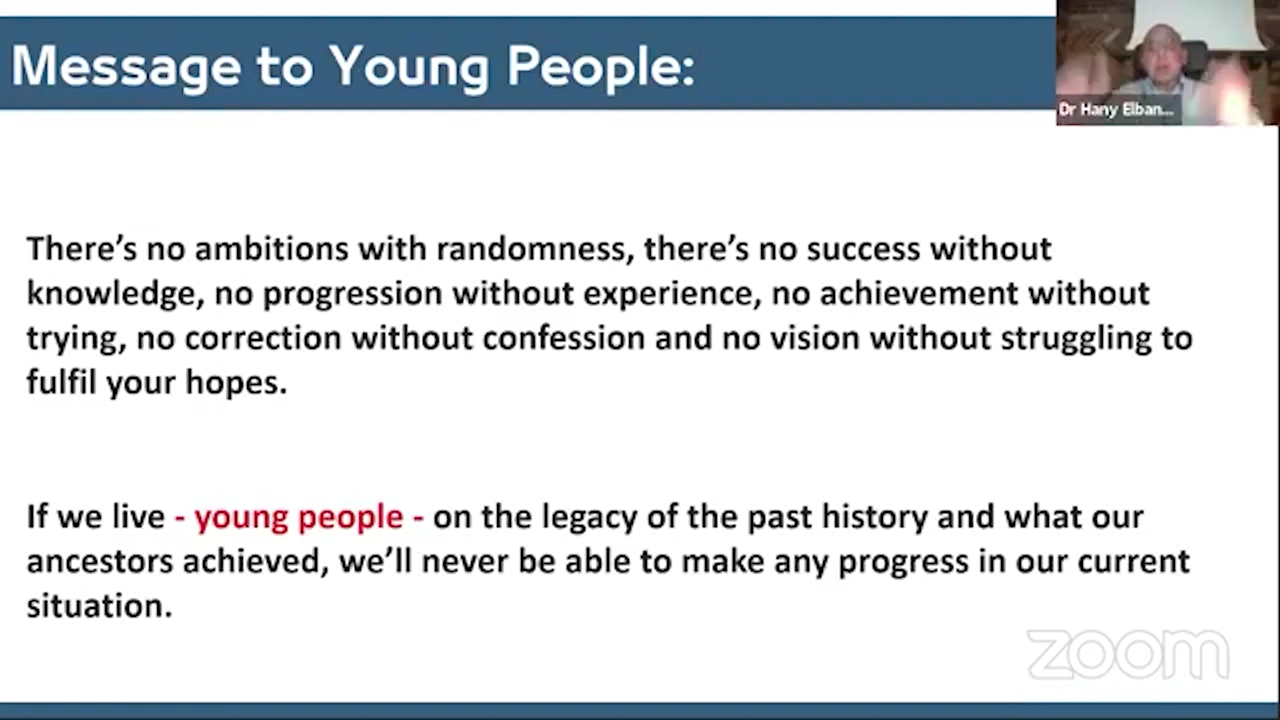 Message to Young People:
Dr Hany Elban...
There's no ambitions with randomness, there's no success without
knowledge, no progression without experience, no achievement without
trying, no correction without confession and no vision without struggling to
fulfil your hopes.
If we live - young people - on the legacy of the past history and what our
ancestors achieved, we'll never be able to make any progress in our current
situation.
zoom